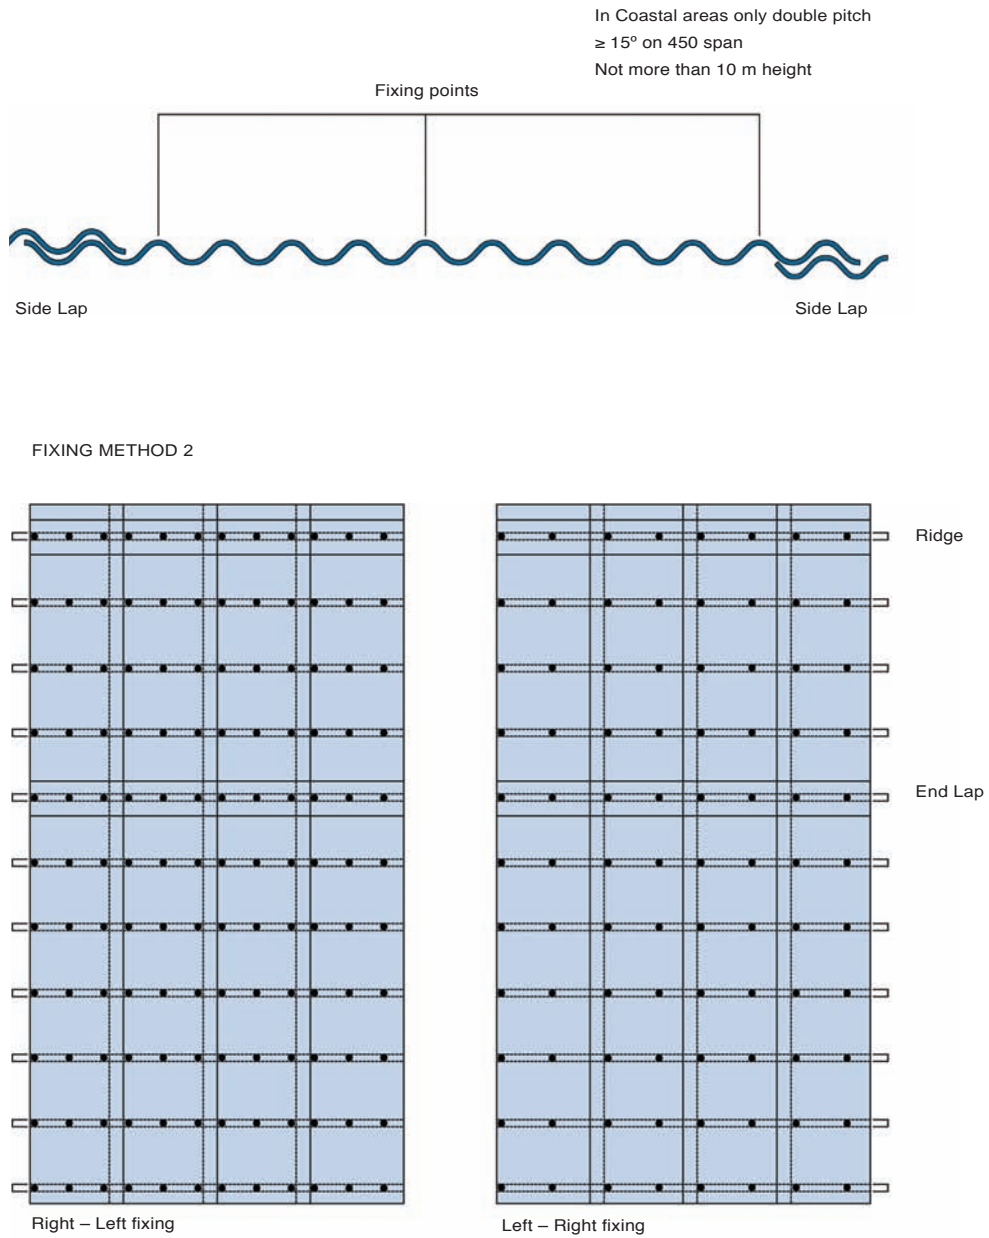 In Coastal areas only double pitch
≥ 15º on 450 span
Not more than 10 m height
Fixing points
Side Lap
Side Lap
FIXING METHOD 2
Ridge
End Lap
Right – Left fixing
Left – Right fixing